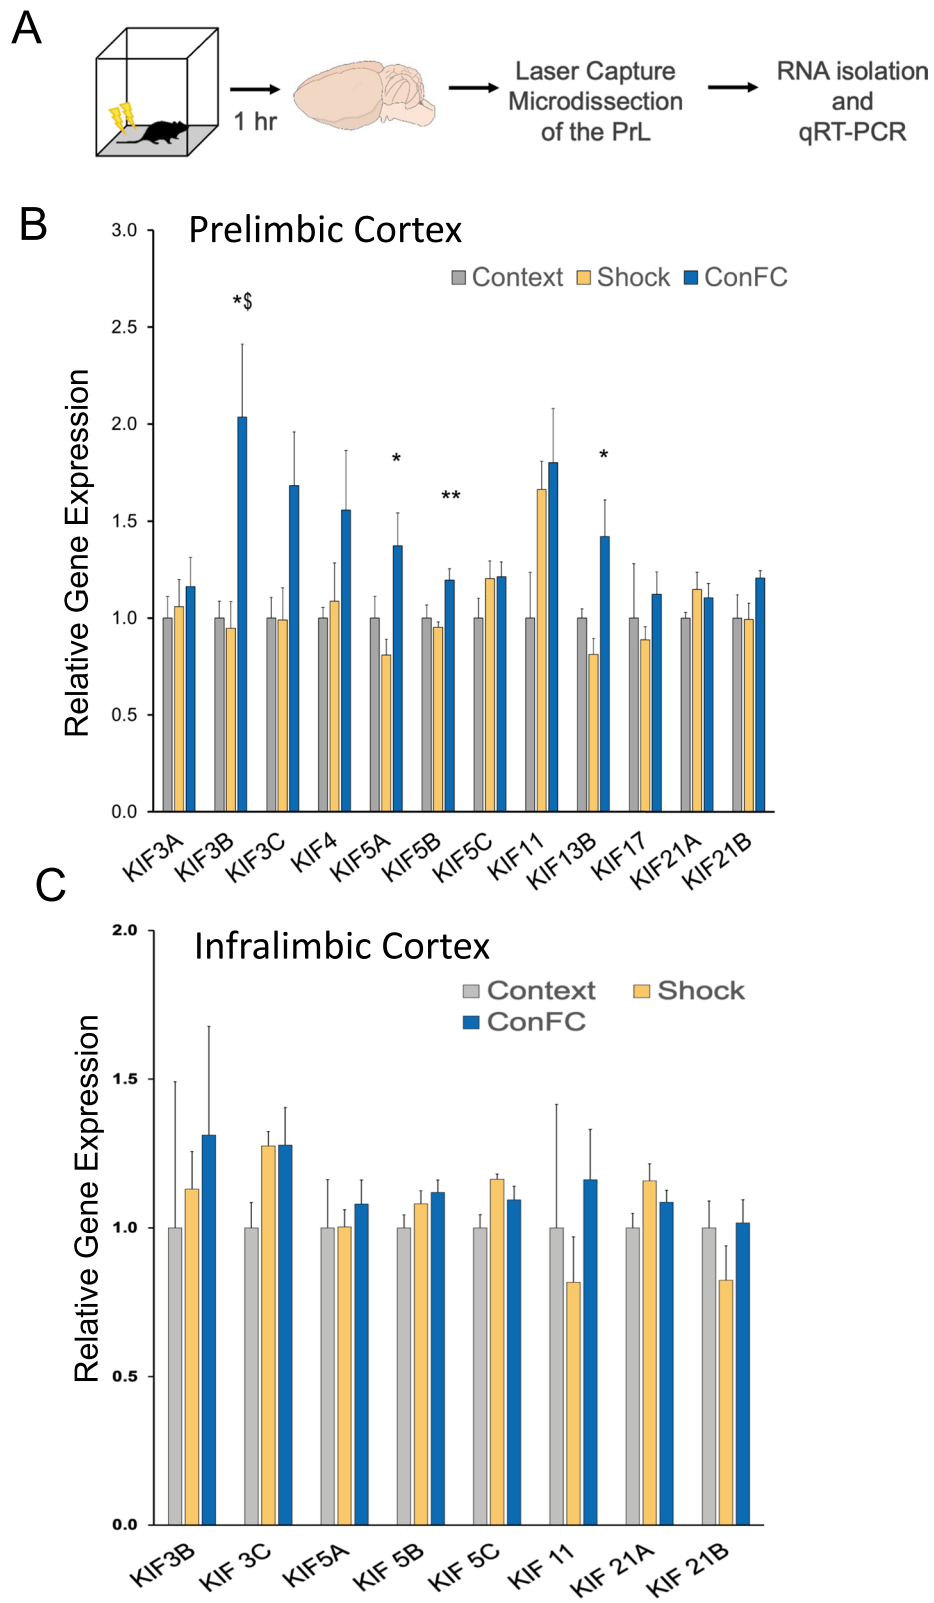 A
1 hr
Laser Capture
Microdissection
of the PrL
RNA isolation
and
qRT-PCR
B
Prelimbic Cortex
Context
Shock
ConFC
Relative Gene Expression
3.0
2.5
2.0
1.5
1.0
0.5
0.0
*$
*
**
*
KIF3A
KIF3B
KIF3C
KIF4
KIF5A
KIF5B
KIF5C
KIF11
KIF13B
KIF17
KIF21A
KIF21B
C
Infralimbic Cortex
Context
Shock
ConFC
Relative Gene Expression
2.0
1.5
1.0
0.5
0.0
KIF3B
KIF 3C
KIF5A
KIF 5B
KIF 5C
KIF 11
KIF 21A
KIF 21B